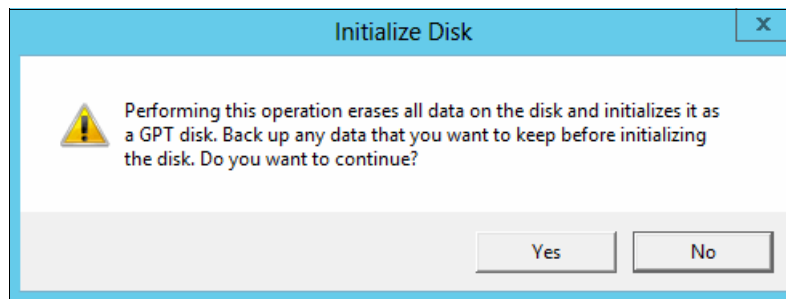 Initialize Disk
x
Performing this operation erases all data on the disk and initializes it as
a GPT disk. Back up any data that you want to keep before initializing
the disk. Do you want to continue?
Yes
No